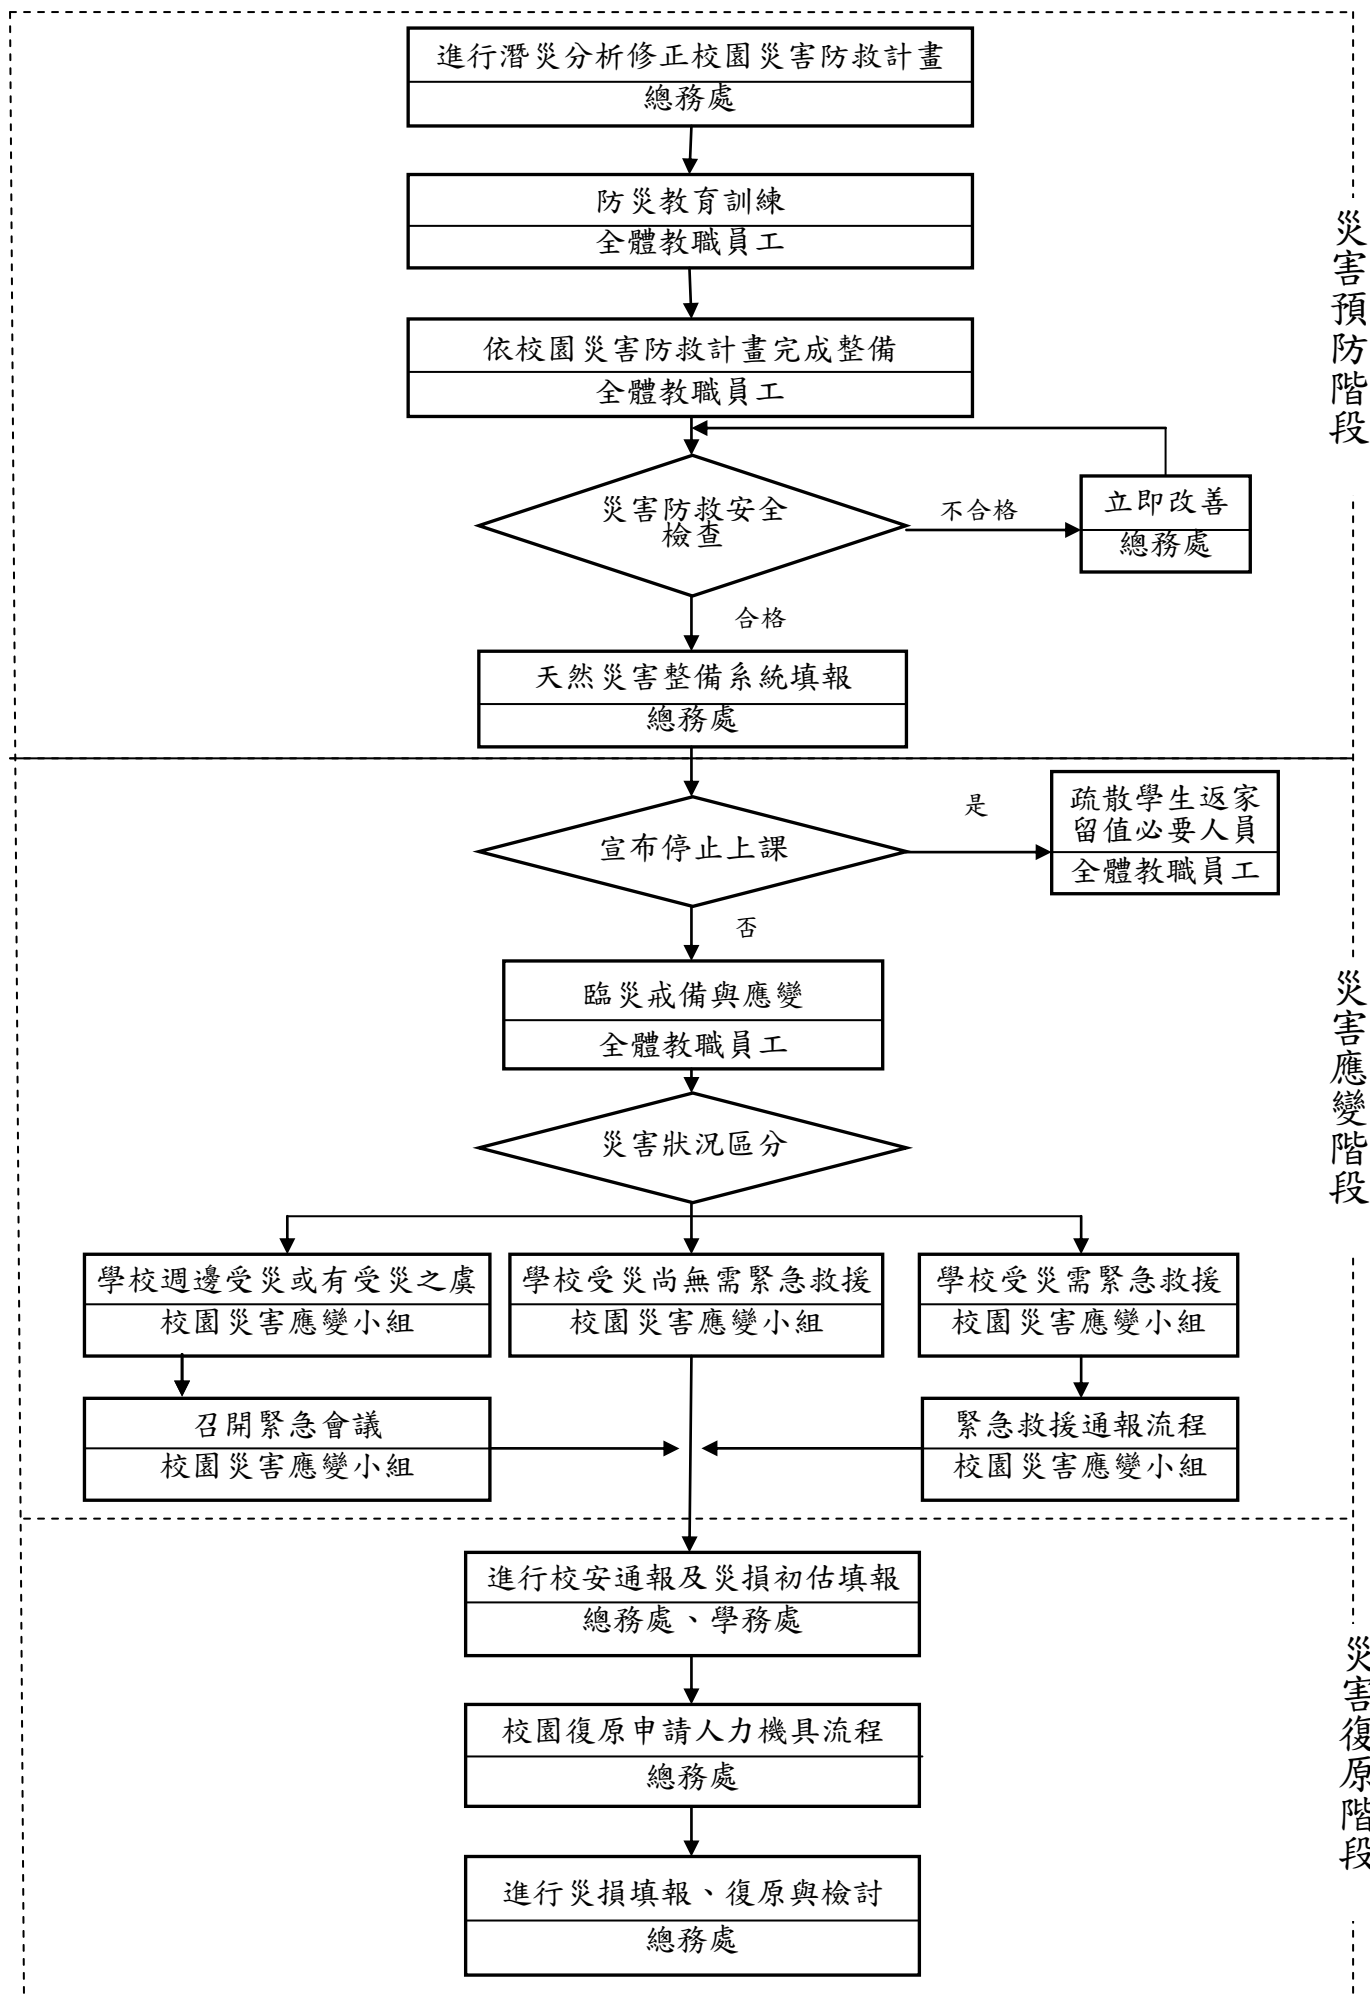 進行潛災分析修正校園災害防救計畫
總務處
防災教育訓練
全體教職員工
依校園災害防救計畫完成整備
全體教職員工
災害防救安全
檢查
不合格
立即改善
總務處
合格
天然災害整備系統填報
總務處
災害預防階段
宣布停止上課
是
疏散學生返家
留值必要人員
全體教職員工
否
臨災戒備與應變
全體教職員工
災害狀況區分
學校週邊受災或有受災之虞
校園災害應變小組
學校受災尚無需緊急救援
校園災害應變小組
學校受災需緊急救援
校園災害應變小組
召開緊急會議
校園災害應變小組
緊急救援通報流程
校園災害應變小組
災害應變階段
進行校安通報及災損初估填報
總務處、學務處
校園復原申請人力機具流程
總務處
進行災損填報、復原與檢討
總務處
災害復原階段